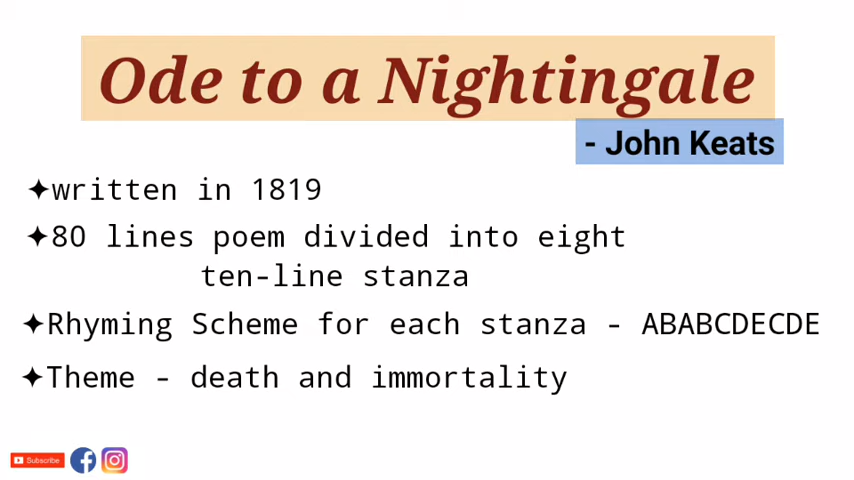 Ode to a Nightingale
- John Keats
✦written in 1819
✦80 lines poem divided into eight
ten-line stanza
✦Rhyming Scheme for each stanza - ABABCDECDE
✦Theme - death and immortality
Subscribe